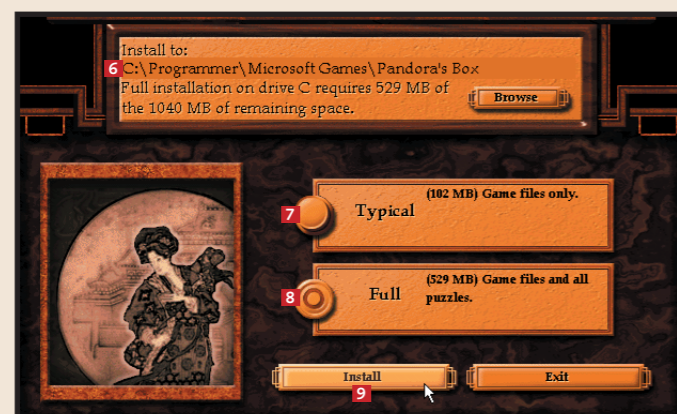 Install to:
6 C:\Programmer\Microsoft Games\Pandora's Box
Full installation on drive C requires 529 MB of
the 1040 MB of remaining space.
Browse
7 Typical
(102 MB) Game files only.
8 Full
(529 MB) Game files and all
puzzles.
Install
9
Exit